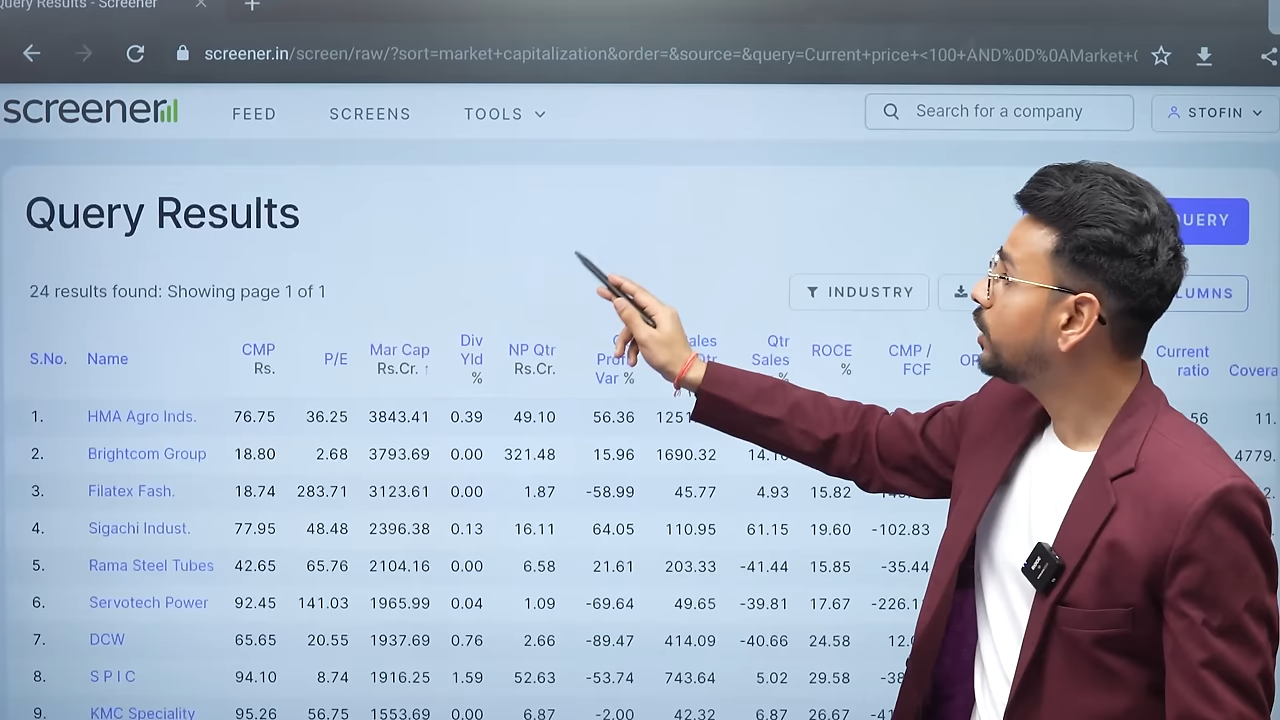 Query Results - Screener
screener.in/screen/raw/?sort=market+capitalization&order=&source=&query=Current+price+<100+AND%0D%0AMarket+
screener
FEED SCREENS TOOLS Search for a company STOFIN
Query Results
24 results found: Showing page 1 of 1
INDUSTRY
S.No. Name CMP Rs. P/E Mar Cap Rs.Cr. ↑ Div Yld % NP Qtr Rs.Cr. Var % Qtr Sales % ROCE % CMP / FCF Current ratio
1. HMA Agro Inds. 76.75 36.25 3843.41 0.39 49.10 56.36
2. Brightcom Group 18.80 2.68 3793.69 0.00 321.48 15.96 1690.32 4779.
3. Filatex Fash. 18.74 283.71 3123.61 0.00 1.87 -58.99 45.77 4.93 15.82
4. Sigachi Indust. 77.95 48.48 2396.38 0.13 16.11 64.05 110.95 61.15 19.60 -102.83
5. Rama Steel Tubes 42.65 65.76 2104.16 0.00 6.58 21.61 203.33 -41.44 15.85 -35.44
6. Servotech Power 92.45 141.03 1965.99 0.04 1.09 -69.64 49.65 -39.81 17.67 -226.1
7. DCW 65.65 20.55 1937.69 0.76 2.66 -89.47 414.09 -40.66 24.58
8. S P I C 94.10 8.74 1916.25 1.59 52.63 -53.74 743.64 5.02 29.58
9. KMC Speciality 95.26 56.75 1553.69 0.00 6.87 -2.00 42.32 6.87 26.67